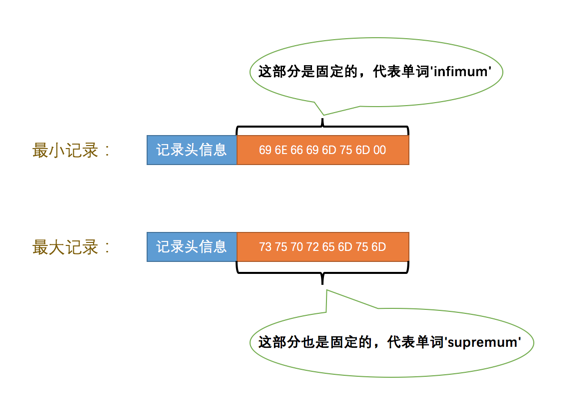 这部分是固定的，代表单词'infimum'
最小记录：
记录头信息
69 6E 66 69 6D 75 6D 00
最大记录：
记录头信息
73 75 70 72 65 6D 75 6D
这部分也是固定的，代表单词'supremum'